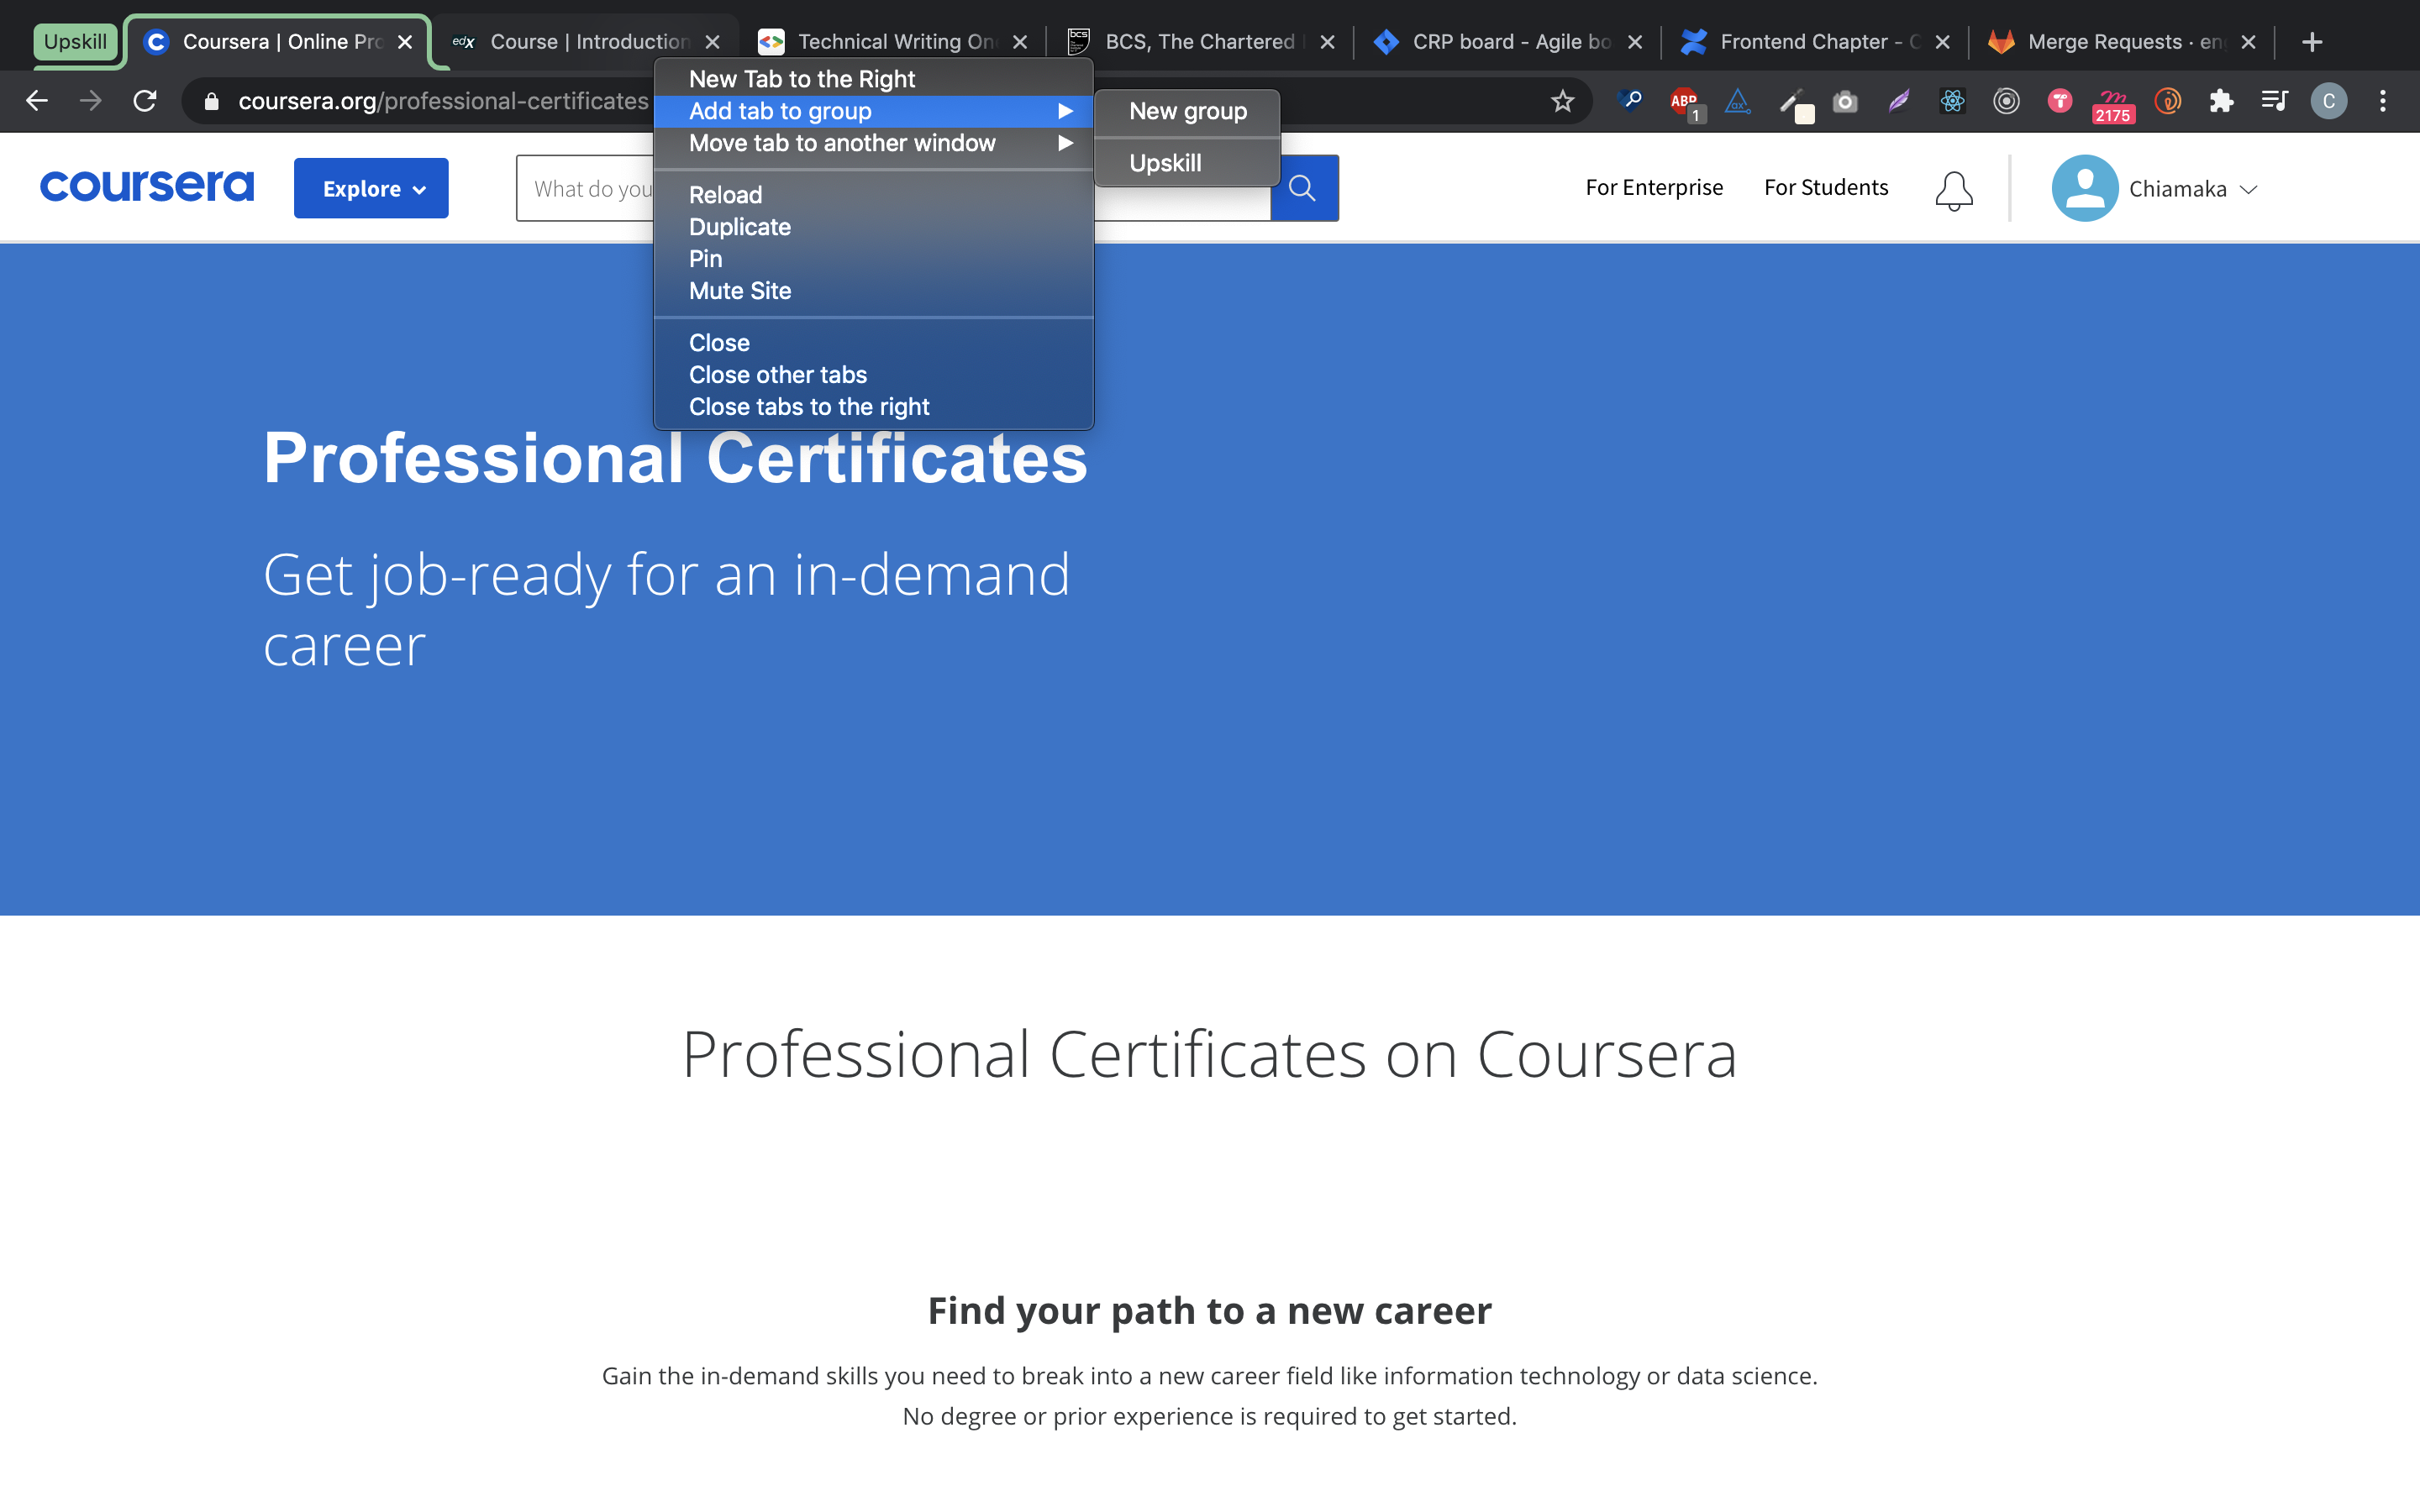 Upskill
Coursera | Online Pro
edX Course | Introduction
Technical Writing One
BCS, The Chartered
CRP board - Agile bo
Frontend Chapter - C
Merge Requests · en
coursera.org/professional-certificates
ABP
1
2175
C
New Tab to the Right
Add tab to group
Move tab to another window
Reload
Duplicate
Pin
Mute Site
Close
Close other tabs
Close tabs to the right
New group
Upskill
coursera
Explore
What do you
For Enterprise
For Students
Chiamaka
Professional Certificates
Get job-ready for an in-demand
career
Professional Certificates on Coursera
Find your path to a new career
Gain the in-demand skills you need to break into a new career field like information technology or data science.
No degree or prior experience is required to get started.